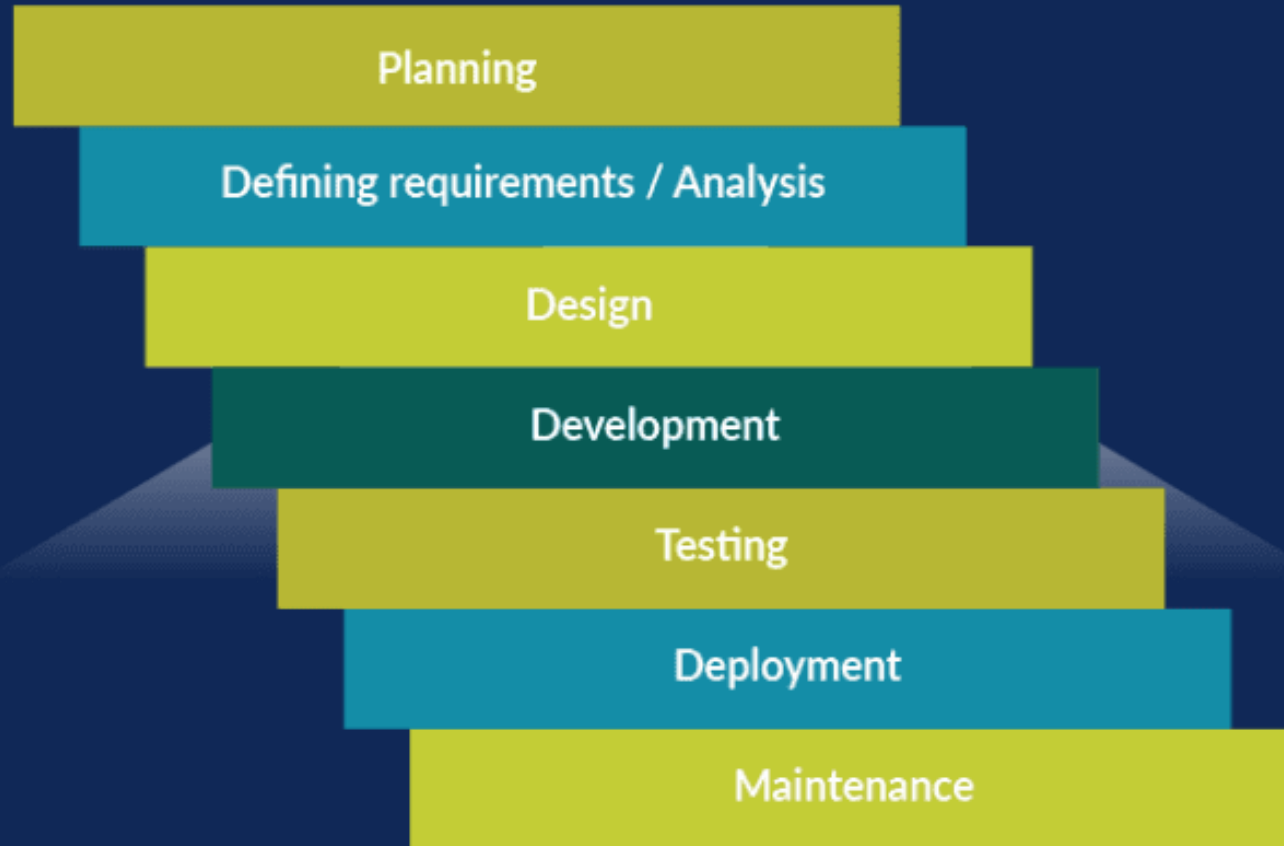 Planning
Defining requirements / Analysis
Design
Development
Testing
Deployment
Maintenance